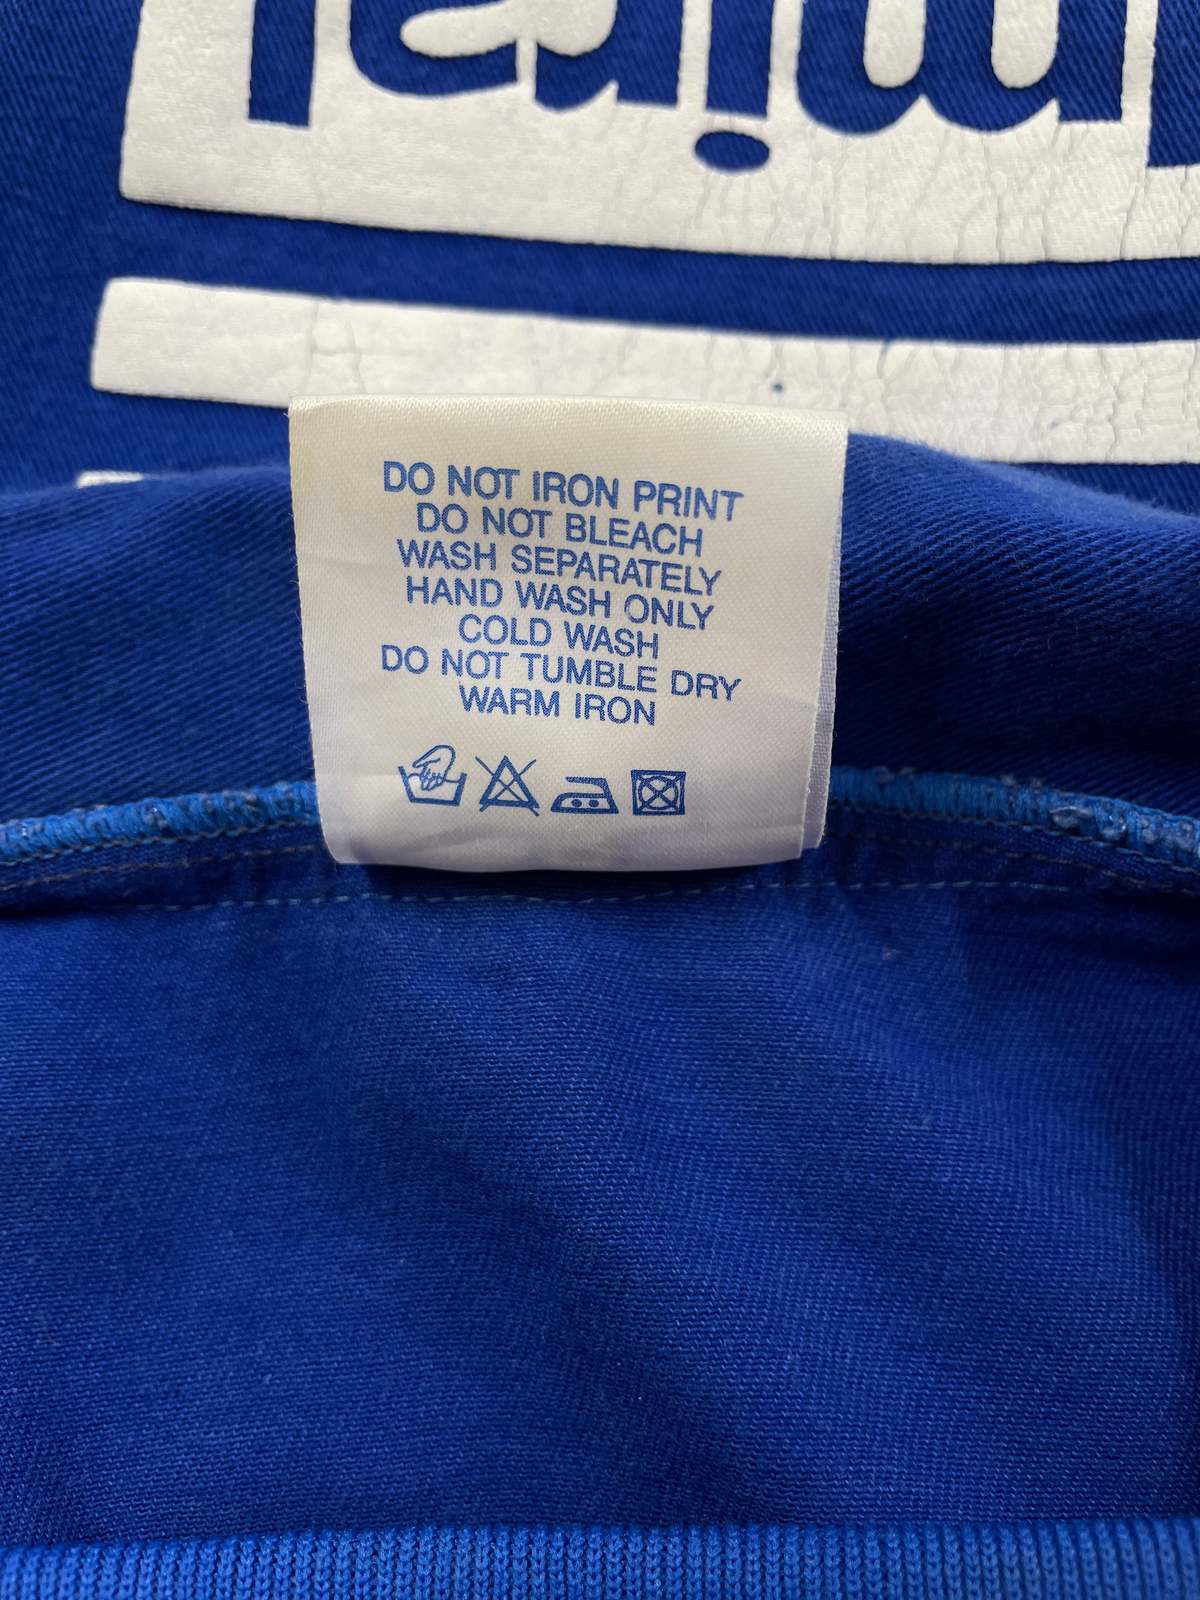 DO NOT IRON PRINT
DO NOT BLEACH
WASH SEPARATELY
HAND WASH ONLY
COLD WASH
DO NOT TUMBLE DRY
WARM IRON